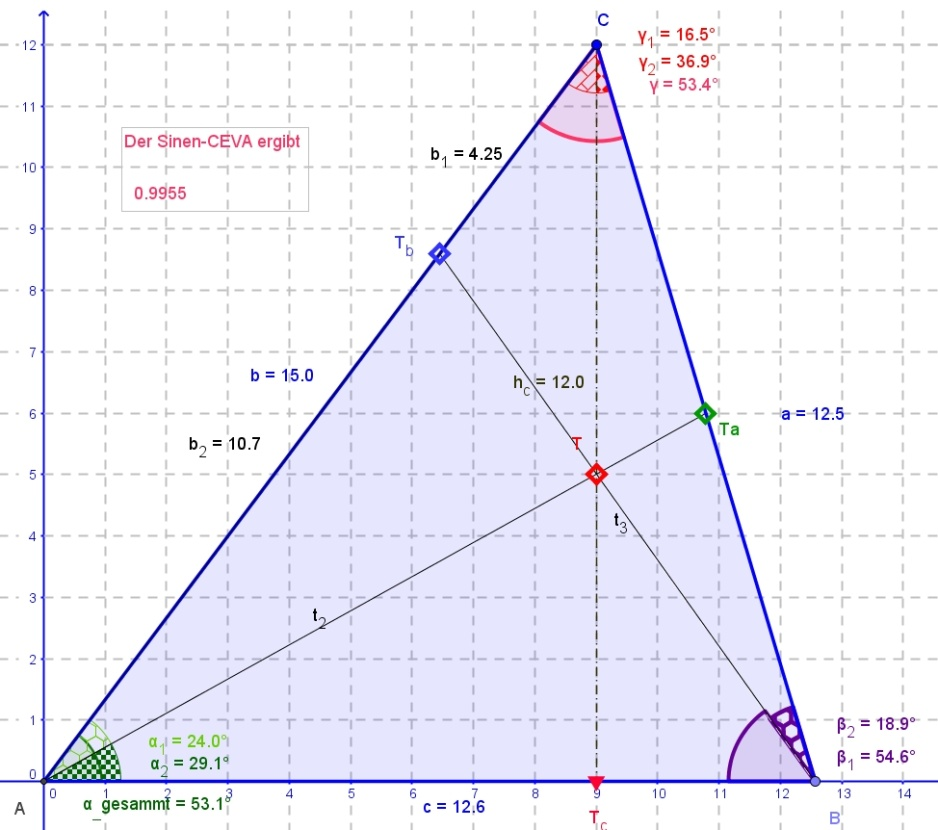 C
γ1 = 16.5°
γ2 = 36.9°
γ = 53.4°
12
11
10
9
8
7
6
5
4
3
2
1
0
Der Sinen-CEVA ergibt
0.9955
b1 = 4.25
Tb
b = 15.0
hc = 12.0
a = 12.5
Ta
b2 = 10.7
T
t3
t2
α1 = 24.0°
α2 = 29.1°
α_gesammt = 53.1°
β2 = 18.9°
β1 = 54.6°
0 1 2 3 4 5 6 7 8 9 10 11 12 13 14
A
c = 12.6
Tc
B